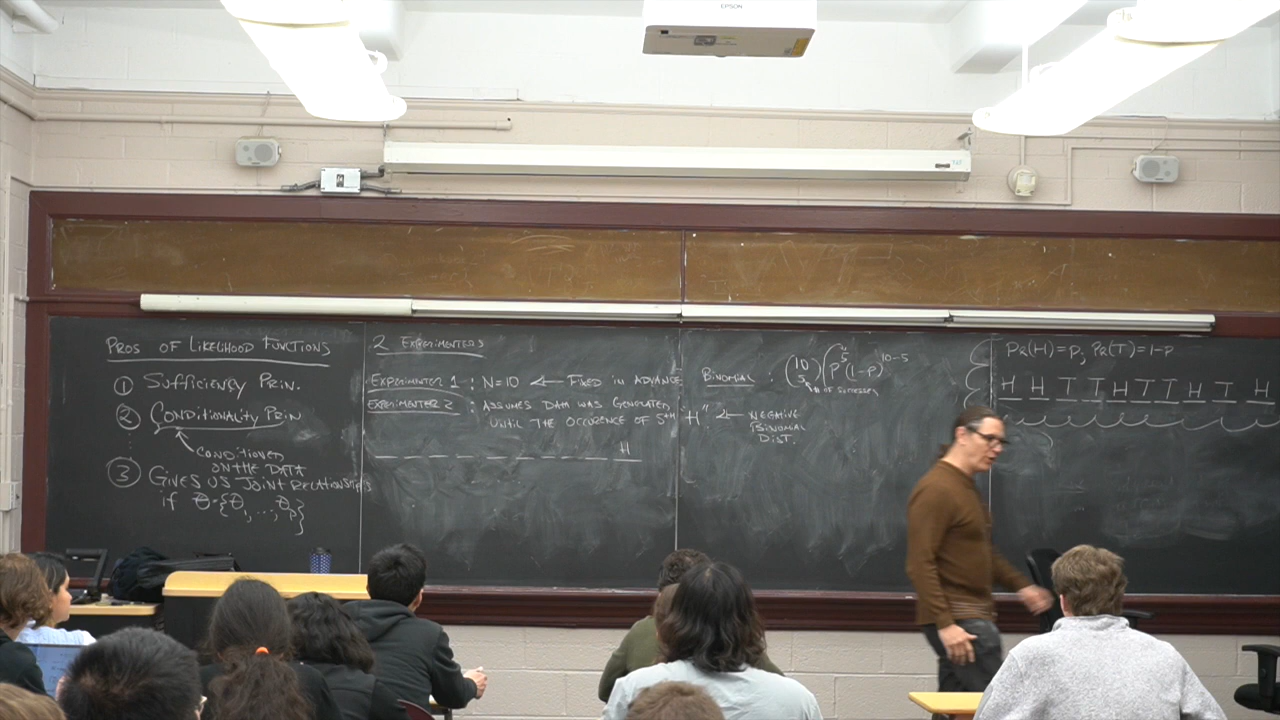 EPSON
PROS OF LIKELIHOOD FUNCTIONS
① SUFFICIENCY PRIN.
② CONDITIONALITY PRIN
CONDITIONED
ON THE DATA
③ GIVES US JOINT RELATIONSHIPS
if θ={θ₁,...,θₚ}
2 EXPERIMENTERS
EXPERIMENTER 1 : N=10 ← FIXED IN ADVANCE
EXPERIMENTER 2 : ASSUMES DATA WAS GENERATED
UNTIL THE OCCURENCE OF 5TH "H" ← NEGATIVE
BINOMIAL
DIST.
H
BINOMIAL : (10 5) p⁵(1-p)¹⁰⁻⁵
# OF SUCCESSES
PR(H)=p, PR(T)=1-p
H H T T H T T H T H